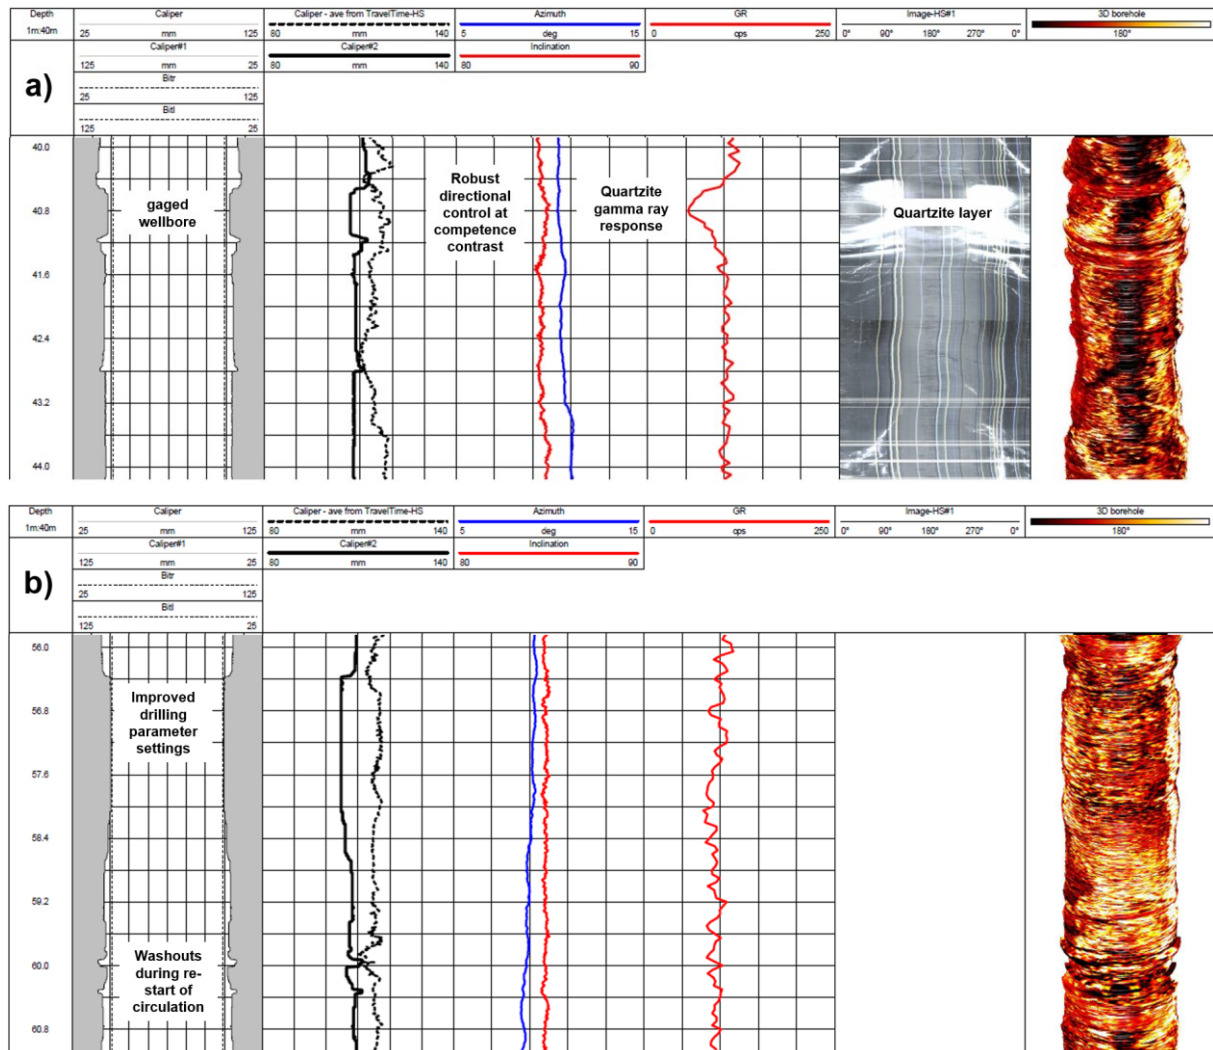 Depth
1m:40m
Caliper
25 mm 125
Caliper#1
125 mm 25
Bitr
25 125
Bitl
125 25
Caliper - ave from TravelTime-HS
80 mm 140
Caliper#2
80 mm 140
Azimuth
5 deg 15
Inclination
80 90
GR
0 cps 250
Image-HS#1
0° 90° 180° 270° 0°
3D borehole
180°
a)
40.0
40.8
41.6
42.4
43.2
44.0
gaged
wellbore
Robust
directional
control at
competence
contrast
Quartzite
gamma ray
response
Quartzite layer
Depth
1m:40m
Caliper
25 mm 125
Caliper#1
125 mm 25
Bitr
25 125
Bitl
125 25
Caliper - ave from TravelTime-HS
80 mm 140
Caliper#2
80 mm 140
Azimuth
5 deg 15
Inclination
80 90
GR
0 cps 250
Image-HS#1
0° 90° 180° 270° 0°
3D borehole
180°
b)
56.0
56.8
57.6
58.4
59.2
60.0
60.8
Improved
drilling
parameter
settings
Washouts
during re-
start of
circulation